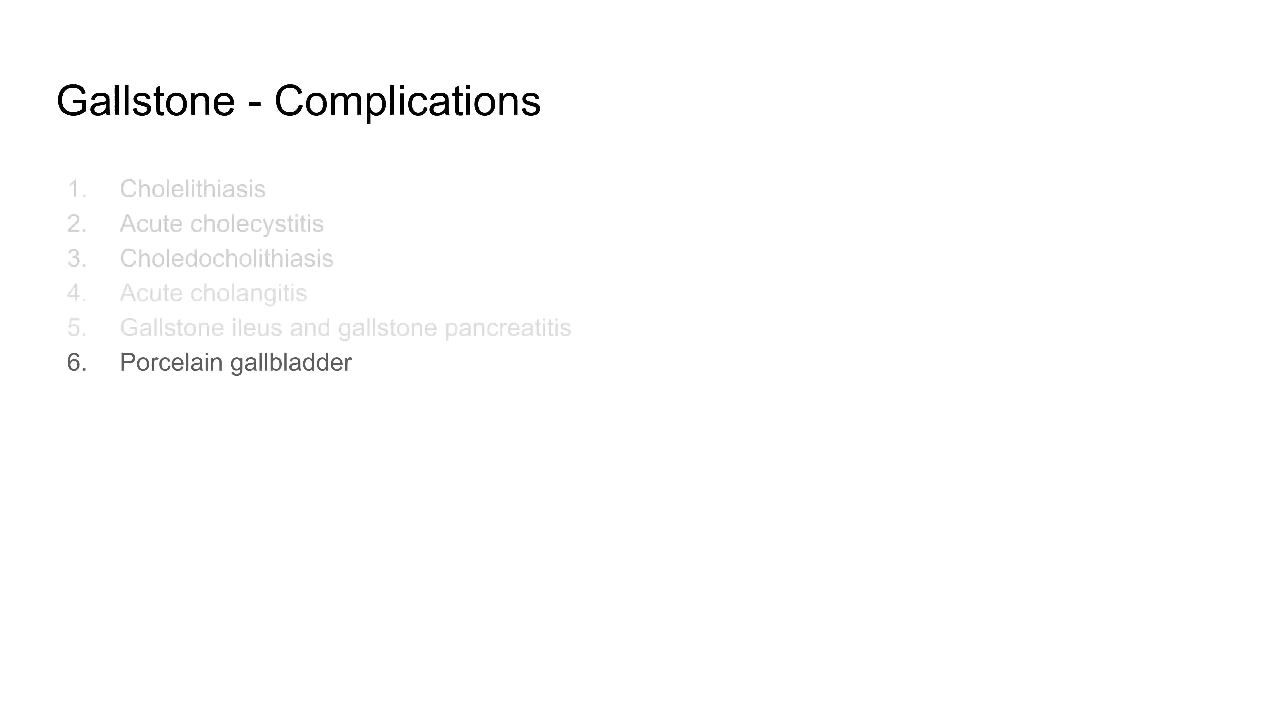 Gallstone - Complications
1. Cholelithiasis
2. Acute cholecystitis
3. Choledocholithiasis
4. Acute cholangitis
5. Gallstone ileus and gallstone pancreatitis
6. Porcelain gallbladder